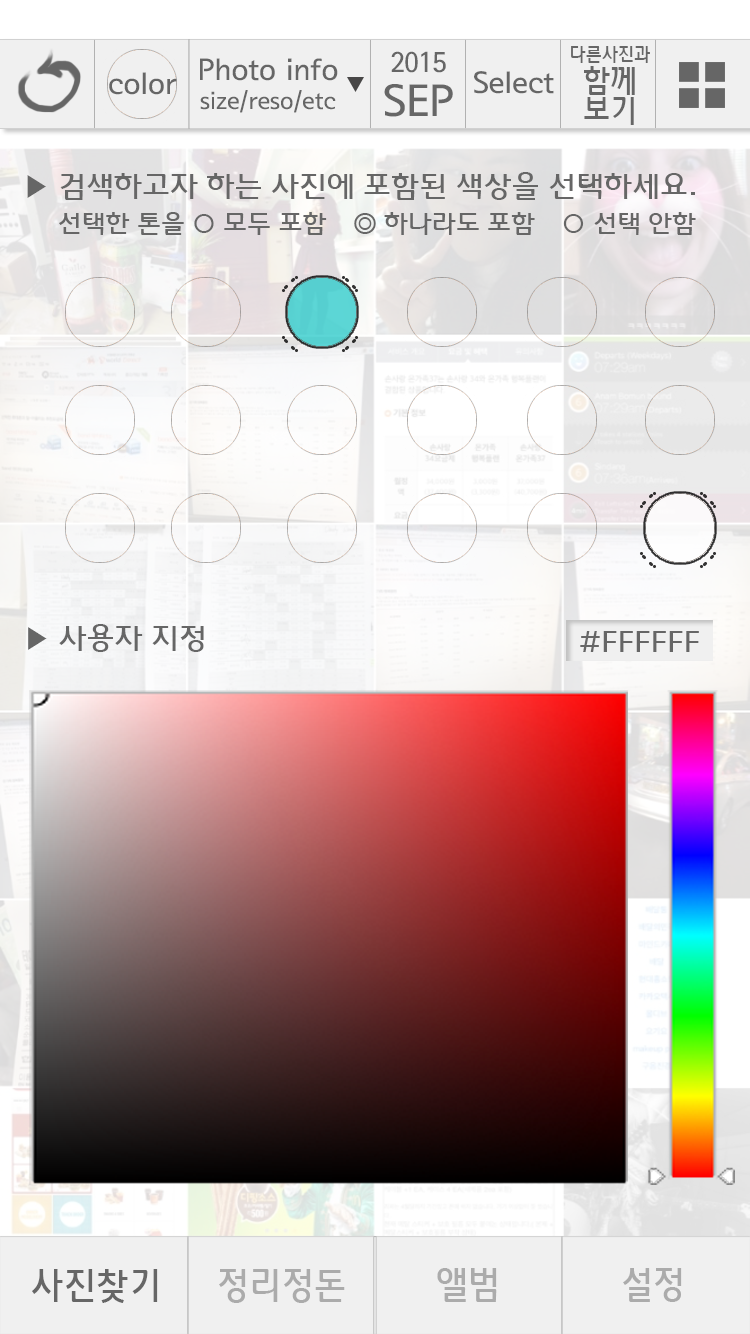 color
Photo info ▼
size/reso/etc
2015
SEP
Select
다른사진과
함께
보기
▶ 검색하고자 하는 사진에 포함된 색상을 선택하세요.
선택한 톤을 ○ 모두 포함 ◎ 하나라도 포함 ○ 선택 안함
▶ 사용자 지정
#FFFFFF
사진찾기
정리정돈
앨범
설정